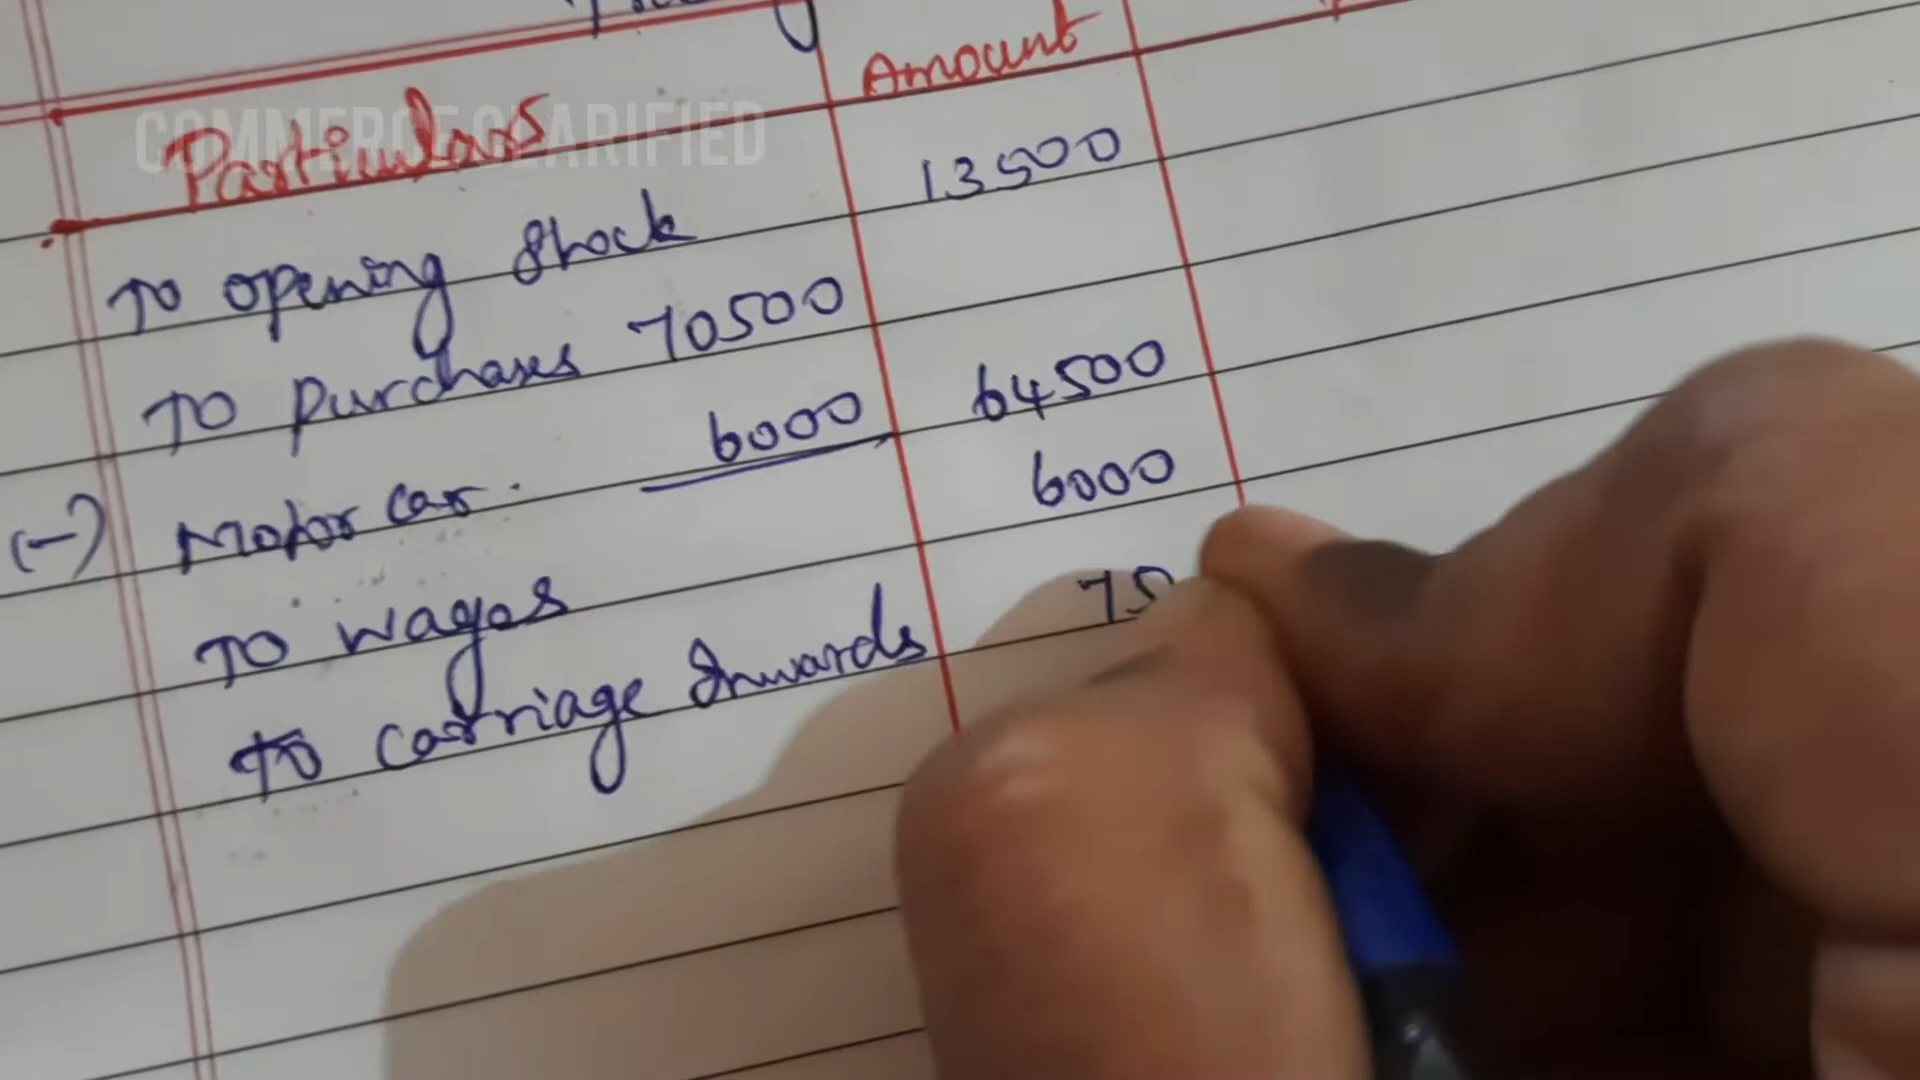 COMMERCE CLARIFIED
Particulars Amount
To opening Stock 13500
To purchases 70500
(-) Motor car. 6000 64500
To wages 6000
To carriage Inwards 75